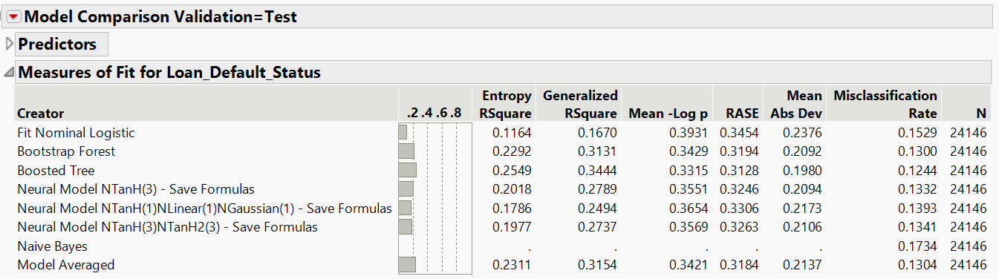 Model Comparison Validation=Test
Predictors
Measures of Fit for Loan_Default_Status
Entropy Generalized Mean Misclassification
Creator .2 .4 .6 .8 RSquare RSquare Mean -Log p RASE Abs Dev Rate N
Fit Nominal Logistic 0.1164 0.1670 0.3931 0.3454 0.2376 0.1529 24146
Bootstrap Forest 0.2292 0.3131 0.3429 0.3194 0.2092 0.1300 24146
Boosted Tree 0.2549 0.3444 0.3315 0.3128 0.1980 0.1244 24146
Neural Model NTanH(3) - Save Formulas 0.2018 0.2789 0.3551 0.3246 0.2094 0.1332 24146
Neural Model NTanH(1)NLinear(1)NGaussian(1) - Save Formulas 0.1786 0.2494 0.3654 0.3306 0.2173 0.1393 24146
Neural Model NTanH(3)NTanH2(3) - Save Formulas 0.1977 0.2737 0.3569 0.3263 0.2106 0.1341 24146
Naive Bayes . . . . . 0.1734 24146
Model Averaged 0.2311 0.3154 0.3421 0.3184 0.2137 0.1304 24146